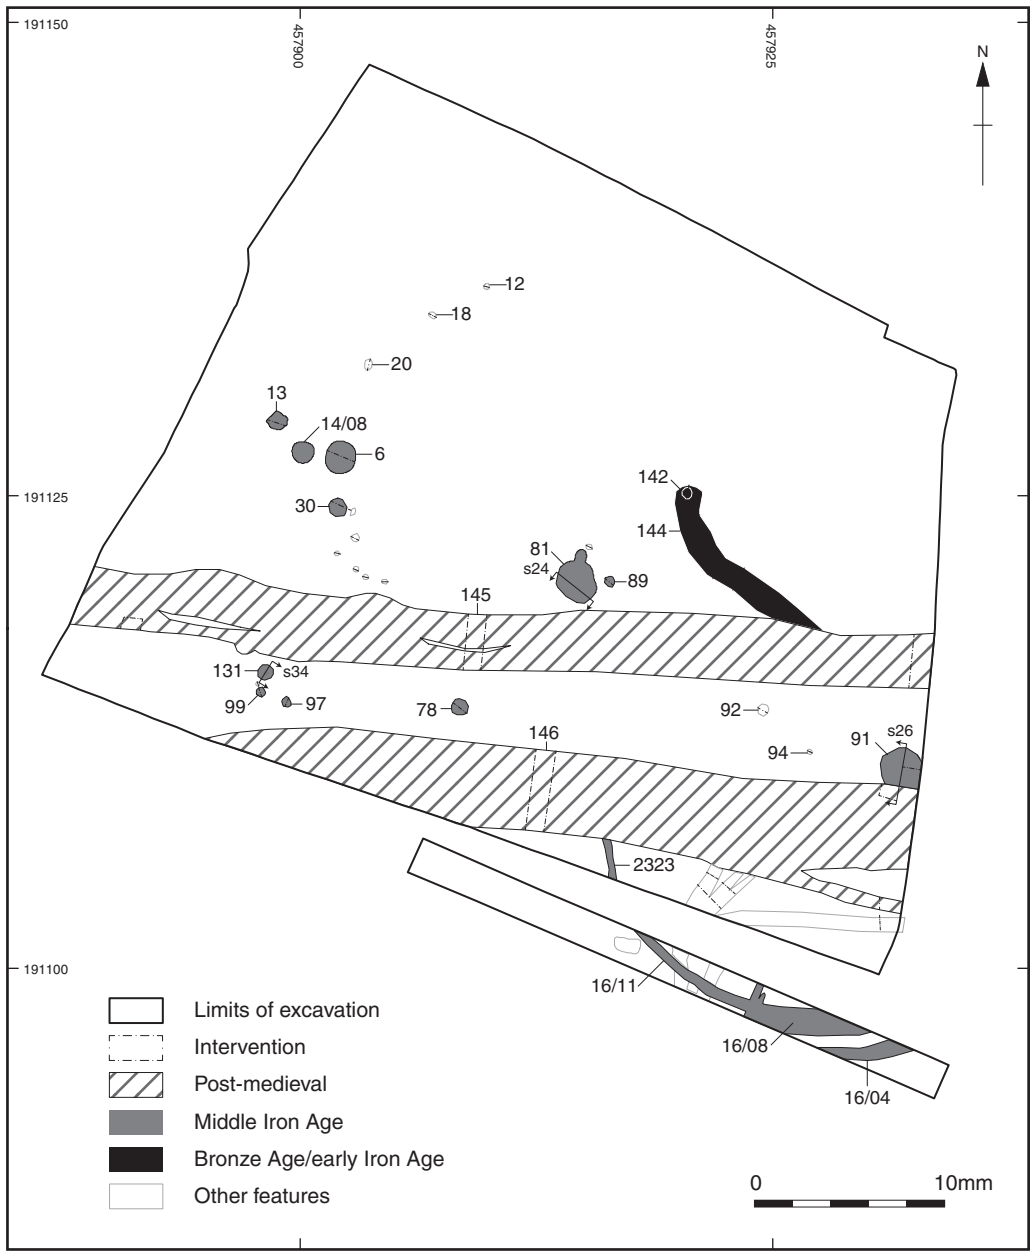 191150
457900
457925
N
12
18
20
13
14/08
6
30
142
144
81
s24
89
145
131
s34
99
97
78
92
146
94
91
s26
2323
191125
191100
16/11
16/08
16/04
Limits of excavation
Intervention
Post-medieval
Middle Iron Age
Bronze Age/early Iron Age
Other features
0 10mm